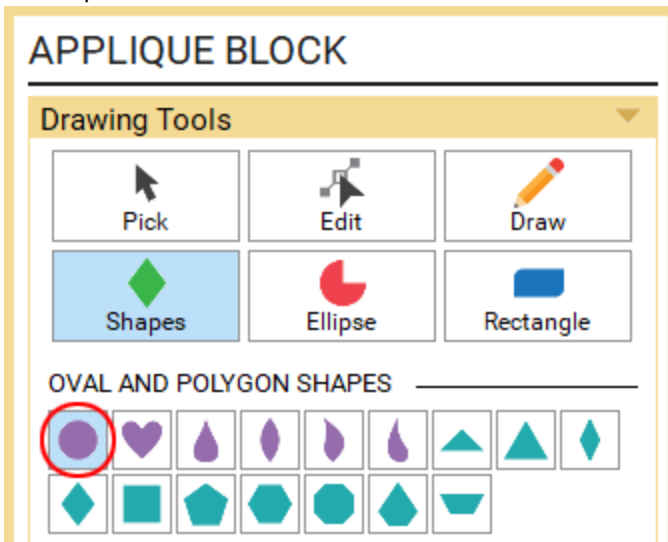 APPLIQUE BLOCK
Drawing Tools
Pick Edit Draw
Shapes Ellipse Rectangle
OVAL AND POLYGON SHAPES